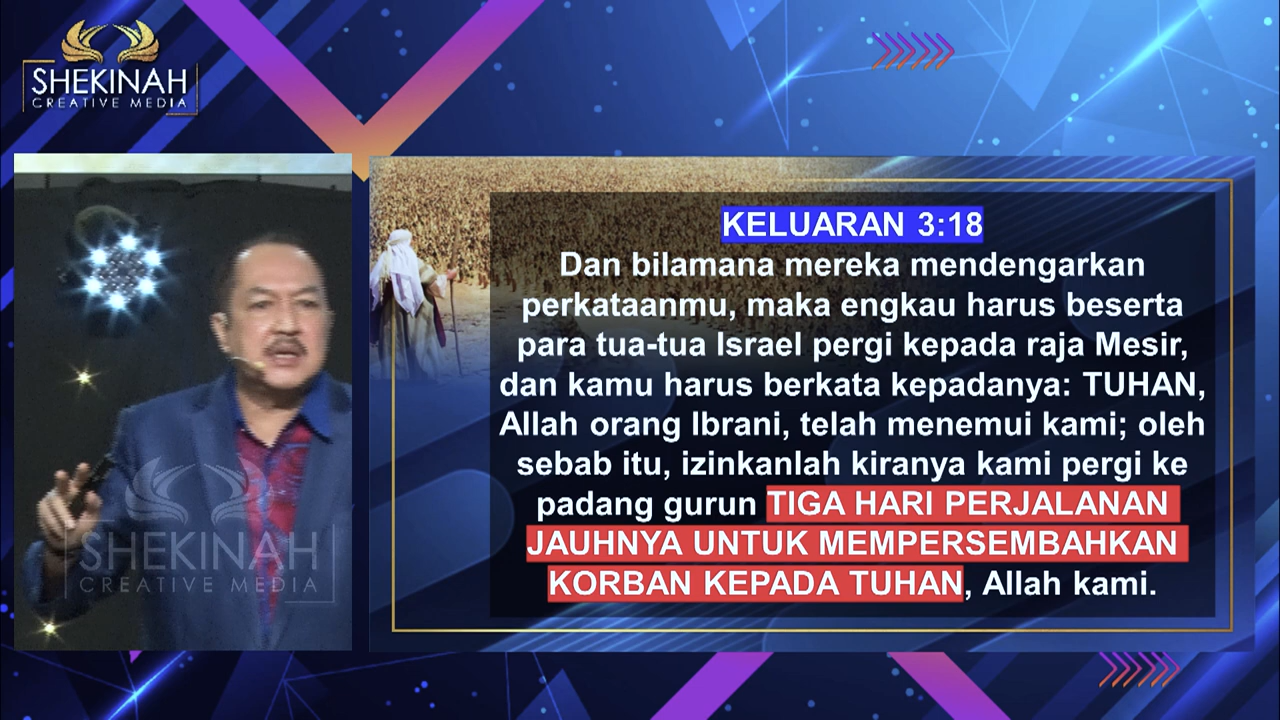 SHEKINAH
CREATIVE MEDIA
KELUARAN 3:18
Dan bilamana mereka mendengarkan
perkataanmu, maka engkau harus beserta
para tua-tua Israel pergi kepada raja Mesir,
dan kamu harus berkata kepadanya: TUHAN,
Allah orang Ibrani, telah menemui kami; oleh
sebab itu, izinkanlah kiranya kami pergi ke
padang gurun TIGA HARI PERJALANAN
JAUHNYA UNTUK MEMPERSEMBAHKAN
KORBAN KEPADA TUHAN, Allah kami.
SHEKINAH
CREATIVE MEDIA